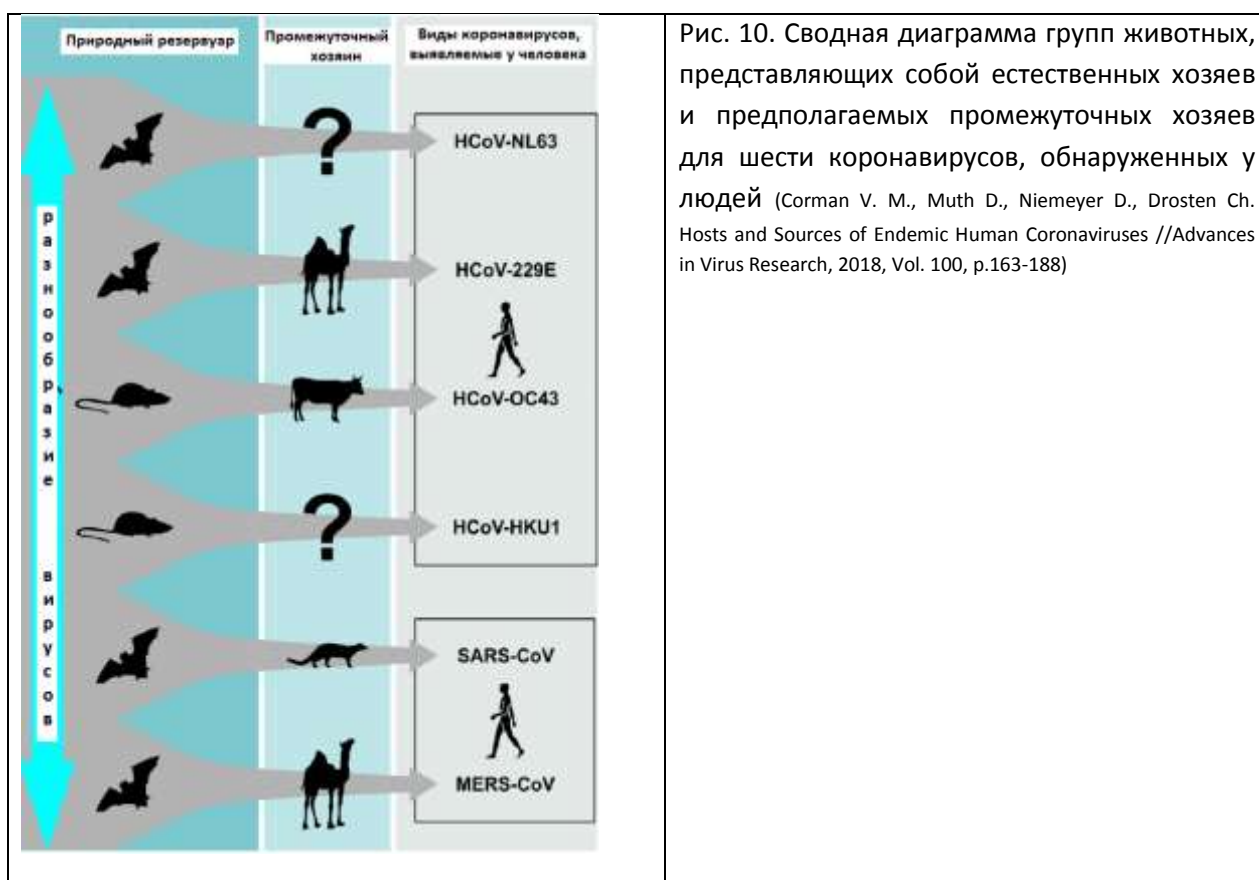 Природный резервуар
Промежуточный
хозяин
Виды коронавирусов,
выявляемые у человека
разнообразие
вирусов
?
HCoV-NL63
HCoV-229E
HCoV-OC43
?
HCoV-HKU1
SARS-CoV
MERS-CoV
Рис. 10. Сводная диаграмма групп животных,
представляющих собой естественных хозяев
и предполагаемых промежуточных хозяев
для шести коронавирусов, обнаруженных у
людей (Corman V. M., Muth D., Niemeyer D., Drosten Ch.
Hosts and Sources of Endemic Human Coronaviruses //Advances
in Virus Research, 2018, Vol. 100, p.163-188)